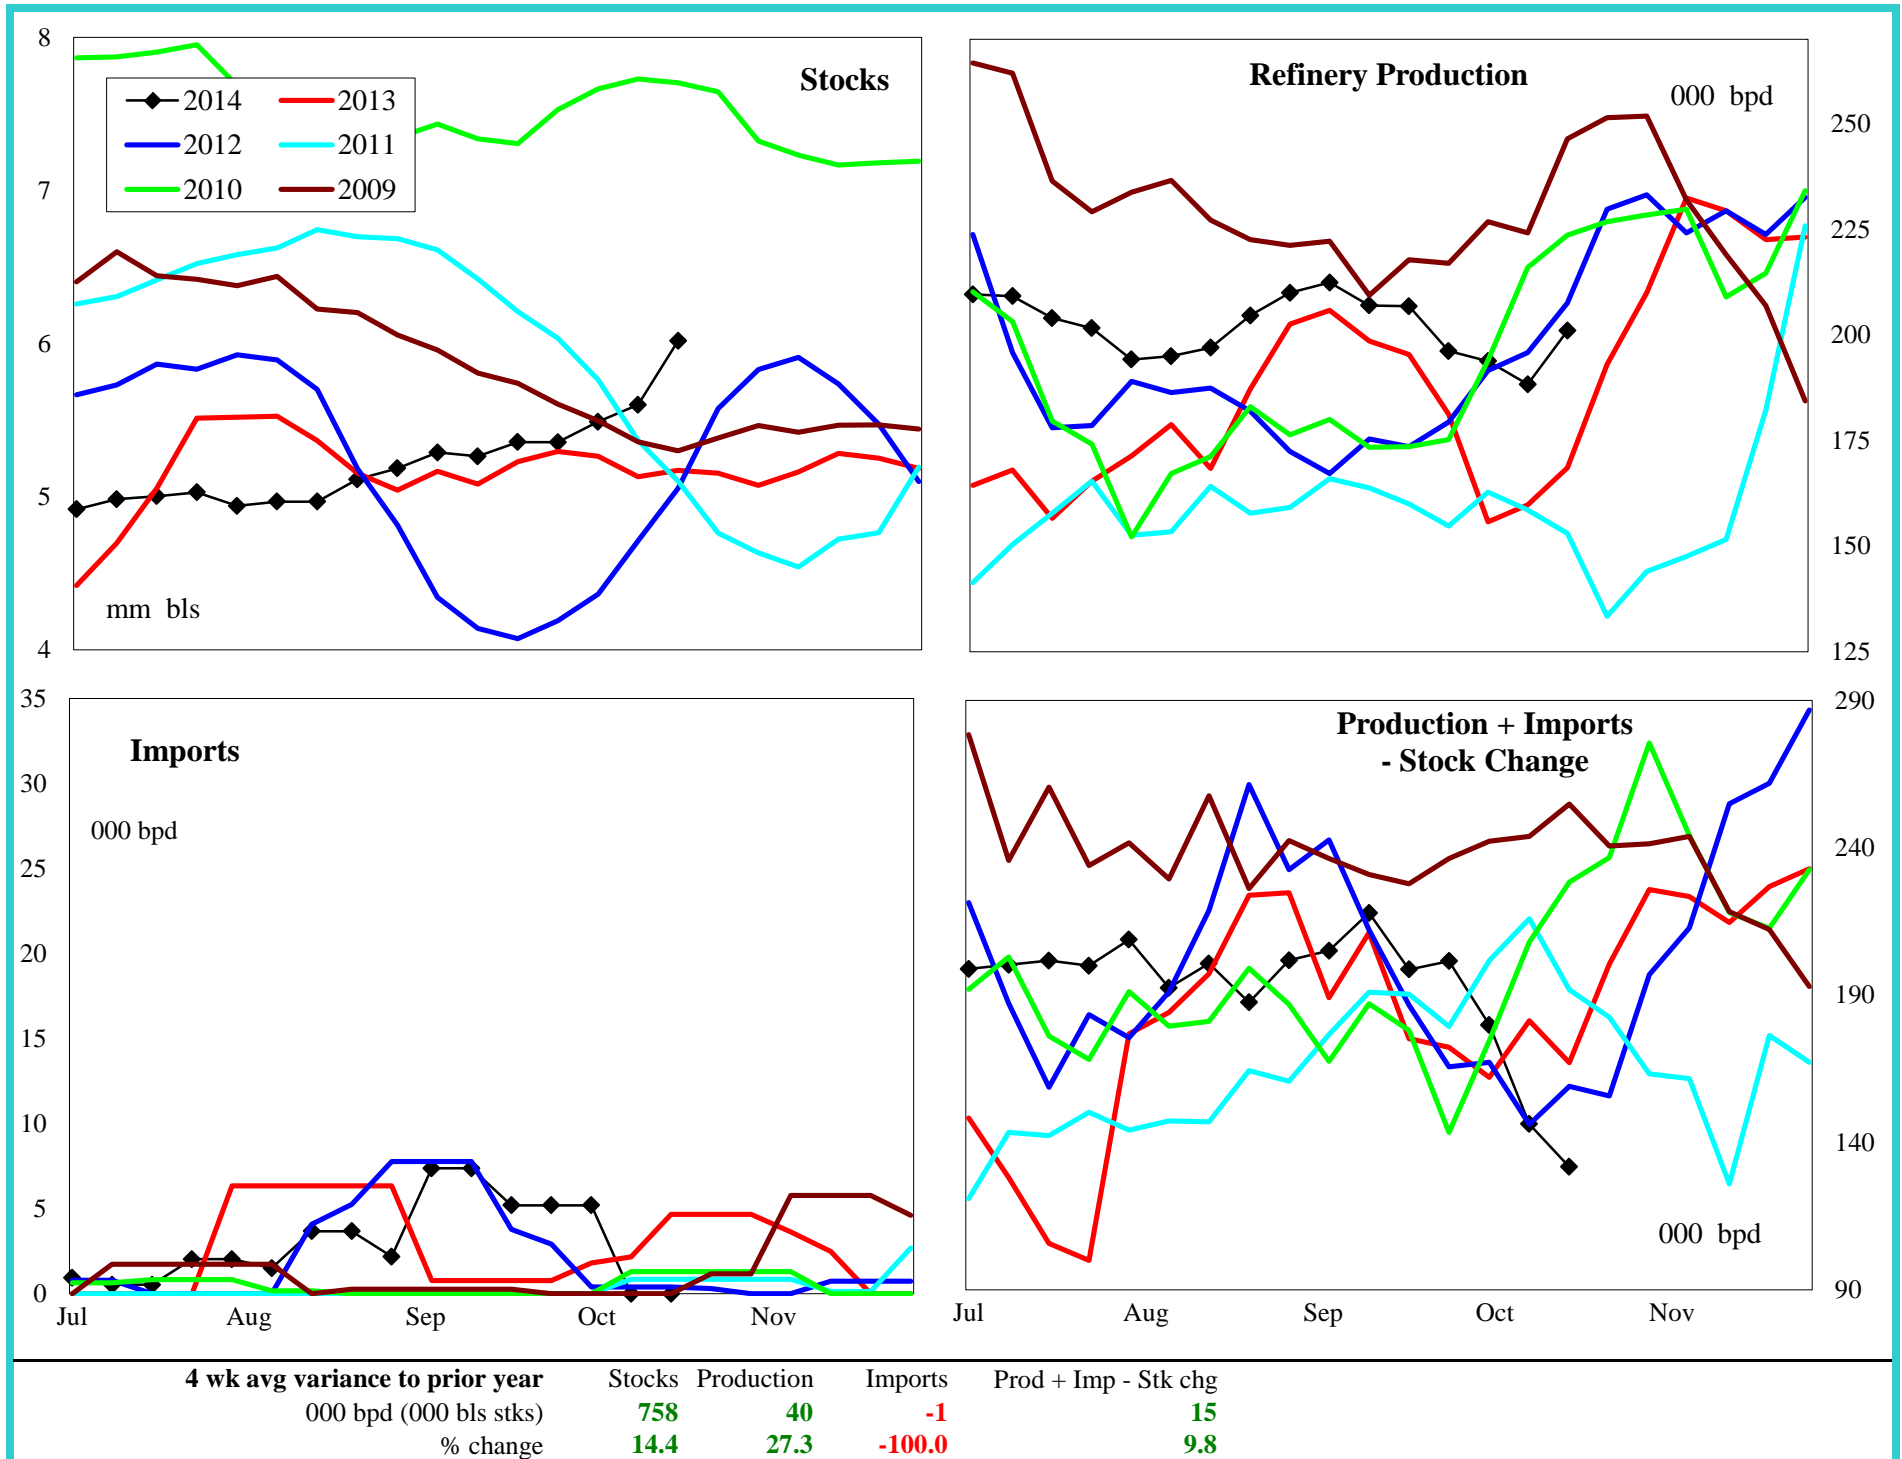 8
7
6
5
4
Stocks
2014
2013
2012
2011
2010
2009
mm bls
Refinery Production
000 bpd
250
225
200
175
150
125
35
30
25
20
15
10
5
0
Imports
000 bpd
Jul Aug Sep Oct Nov
Production + Imports
- Stock Change
290
240
190
140
90
000 bpd
Jul Aug Sep Oct Nov
4 wk avg variance to prior year Stocks Production Imports Prod + Imp - Stk chg
000 bpd (000 bls stks) 758 40 -1 15
% change 14.4 27.3 -100.0 9.8